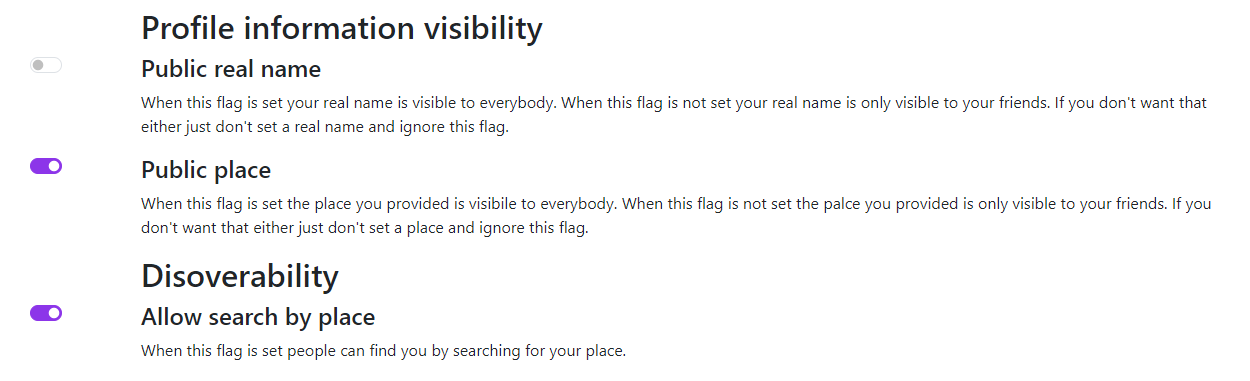 Profile information visibility
Public real name
When this flag is set your real name is visible to everybody. When this flag is not set your real name is only visible to your friends. If you don't want that
either just don't set a real name and ignore this flag.
Public place
When this flag is set the place you provided is visibile to everybody. When this flag is not set the palce you provided is only visible to your friends. If you
don't want that either just don't set a place and ignore this flag.
Disoverability
Allow search by place
When this flag is set people can find you by searching for your place.